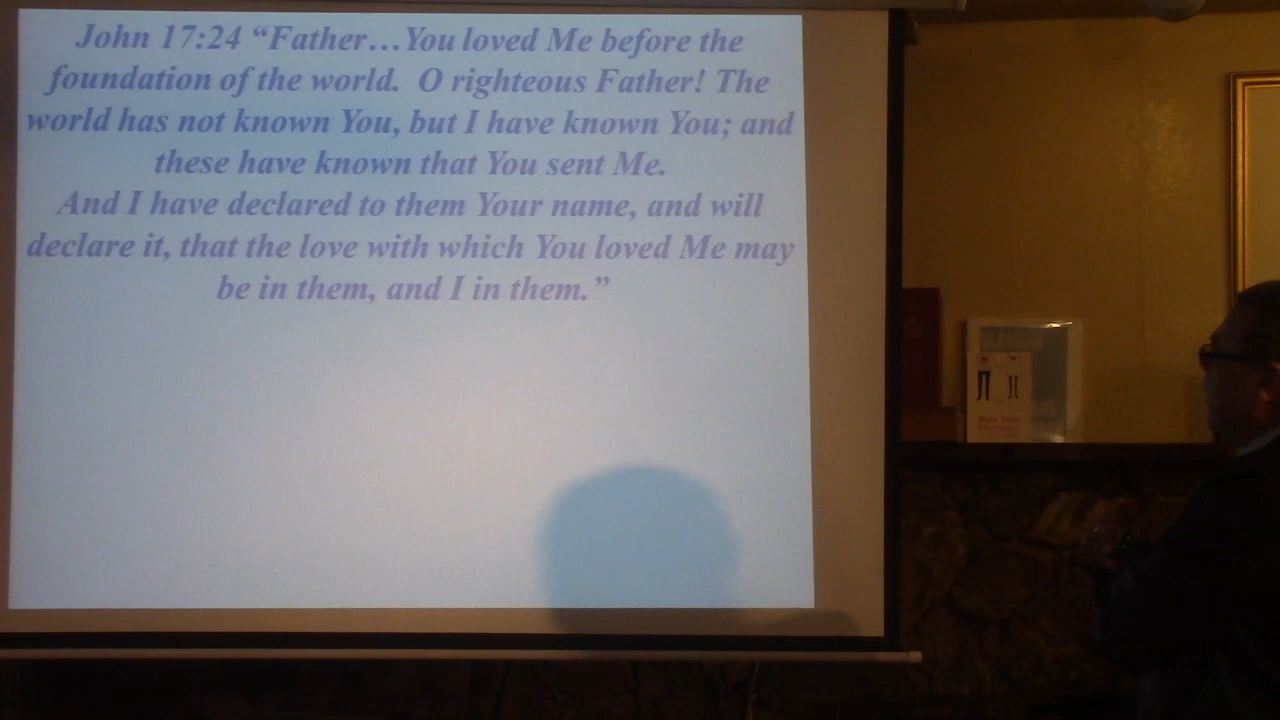 John 17:24 “Father…You loved Me before the
foundation of the world.  O righteous Father! The
world has not known You, but I have known You; and
these have known that You sent Me.
And I have declared to them Your name, and will
declare it, that the love with which You loved Me may
be in them, and I in them.”